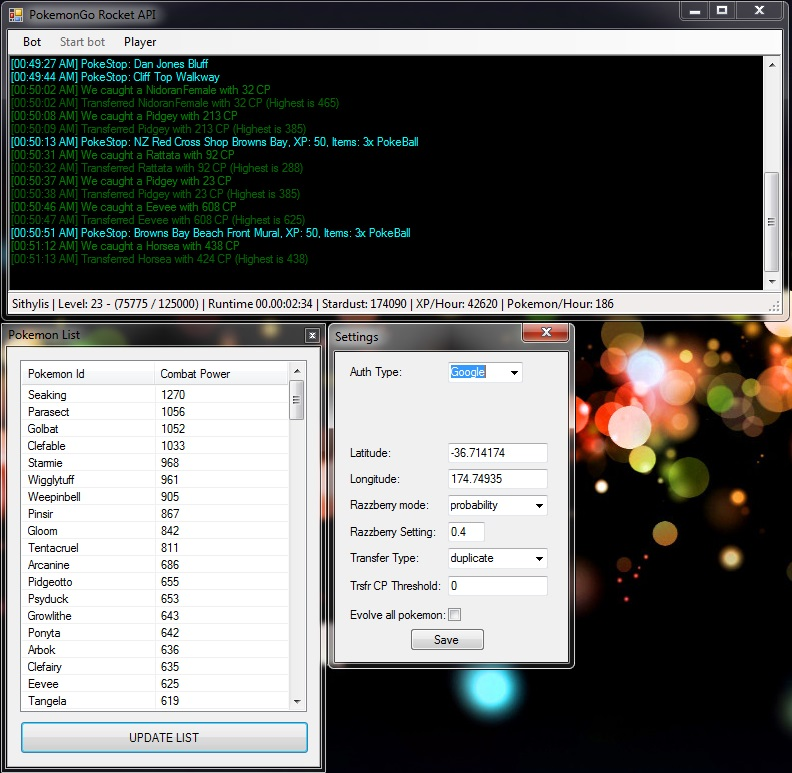 PokemonGo Rocket API
Bot Start bot Player
[00:49:27 AM] PokeStop: Dan Jones Bluff
[00:49:44 AM] PokeStop: Cliff Top Walkway
[00:50:02 AM] We caught a NidoranFemale with 32 CP
[00:50:02 AM] Transferred NidoranFemale with 32 CP (Highest is 465)
[00:50:08 AM] We caught a Pidgey with 213 CP
[00:50:09 AM] Transferred Pidgey with 213 CP (Highest is 385)
[00:50:13 AM] PokeStop: NZ Red Cross Shop Browns Bay, XP: 50, Items: 3x PokeBall
[00:50:31 AM] We caught a Rattata with 92 CP
[00:50:32 AM] Transferred Rattata with 92 CP (Highest is 288)
[00:50:37 AM] We caught a Pidgey with 23 CP
[00:50:38 AM] Transferred Pidgey with 23 CP (Highest is 385)
[00:50:46 AM] We caught a Eevee with 608 CP
[00:50:47 AM] Transferred Eevee with 608 CP (Highest is 625)
[00:50:51 AM] PokeStop: Browns Bay Beach Front Mural, XP: 50, Items: 3x PokeBall
[00:51:12 AM] We caught a Horsea with 438 CP
[00:51:13 AM] Transferred Horsea with 424 CP (Highest is 438)
Sithylis | Level: 23 - (75775 / 125000) | Runtime 00.00:02:34 | Stardust: 174090 | XP/Hour: 42620 | Pokemon/Hour: 186
Pokemon List
Pokemon Id Combat Power
Seaking 1270
Parasect 1056
Golbat 1052
Clefable 1033
Starmie 968
Wigglytuff 961
Weepinbell 905
Pinsir 867
Gloom 842
Tentacruel 811
Arcanine 686
Pidgeotto 655
Psyduck 653
Growlithe 643
Ponyta 642
Arbok 636
Clefairy 635
Eevee 625
Tangela 619
UPDATE LIST
Settings
Auth Type: Google
Latitude: -36.714174
Longitude: 174.74935
Razzberry mode: probability
Razzberry Setting: 0.4
Transfer Type: duplicate
Trsfr CP Threshold: 0
Evolve all pokemon:
Save